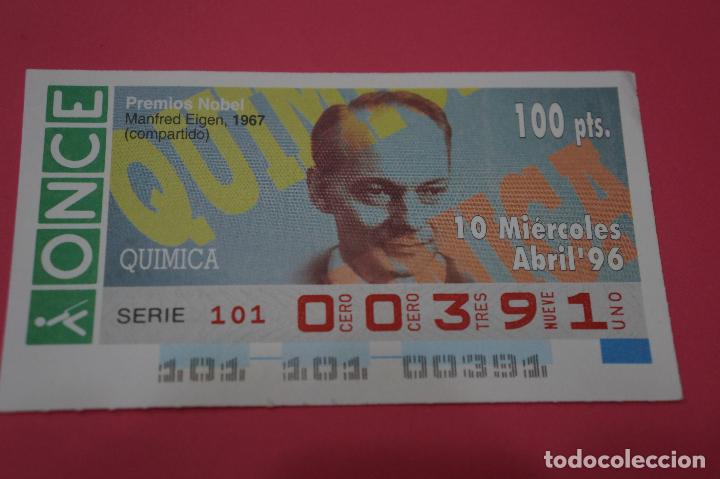 ONCE
QUIMICA
Premios Nobel
Manfred Eigen, 1967
(compartido)
100 pts.
10 Miércoles
Abril'96
QUIMICA
SERIE 101 0 CERO 0 CERO 3 TRES 9 NUEVE 1 UNO
101 101 00391
todocoleccion